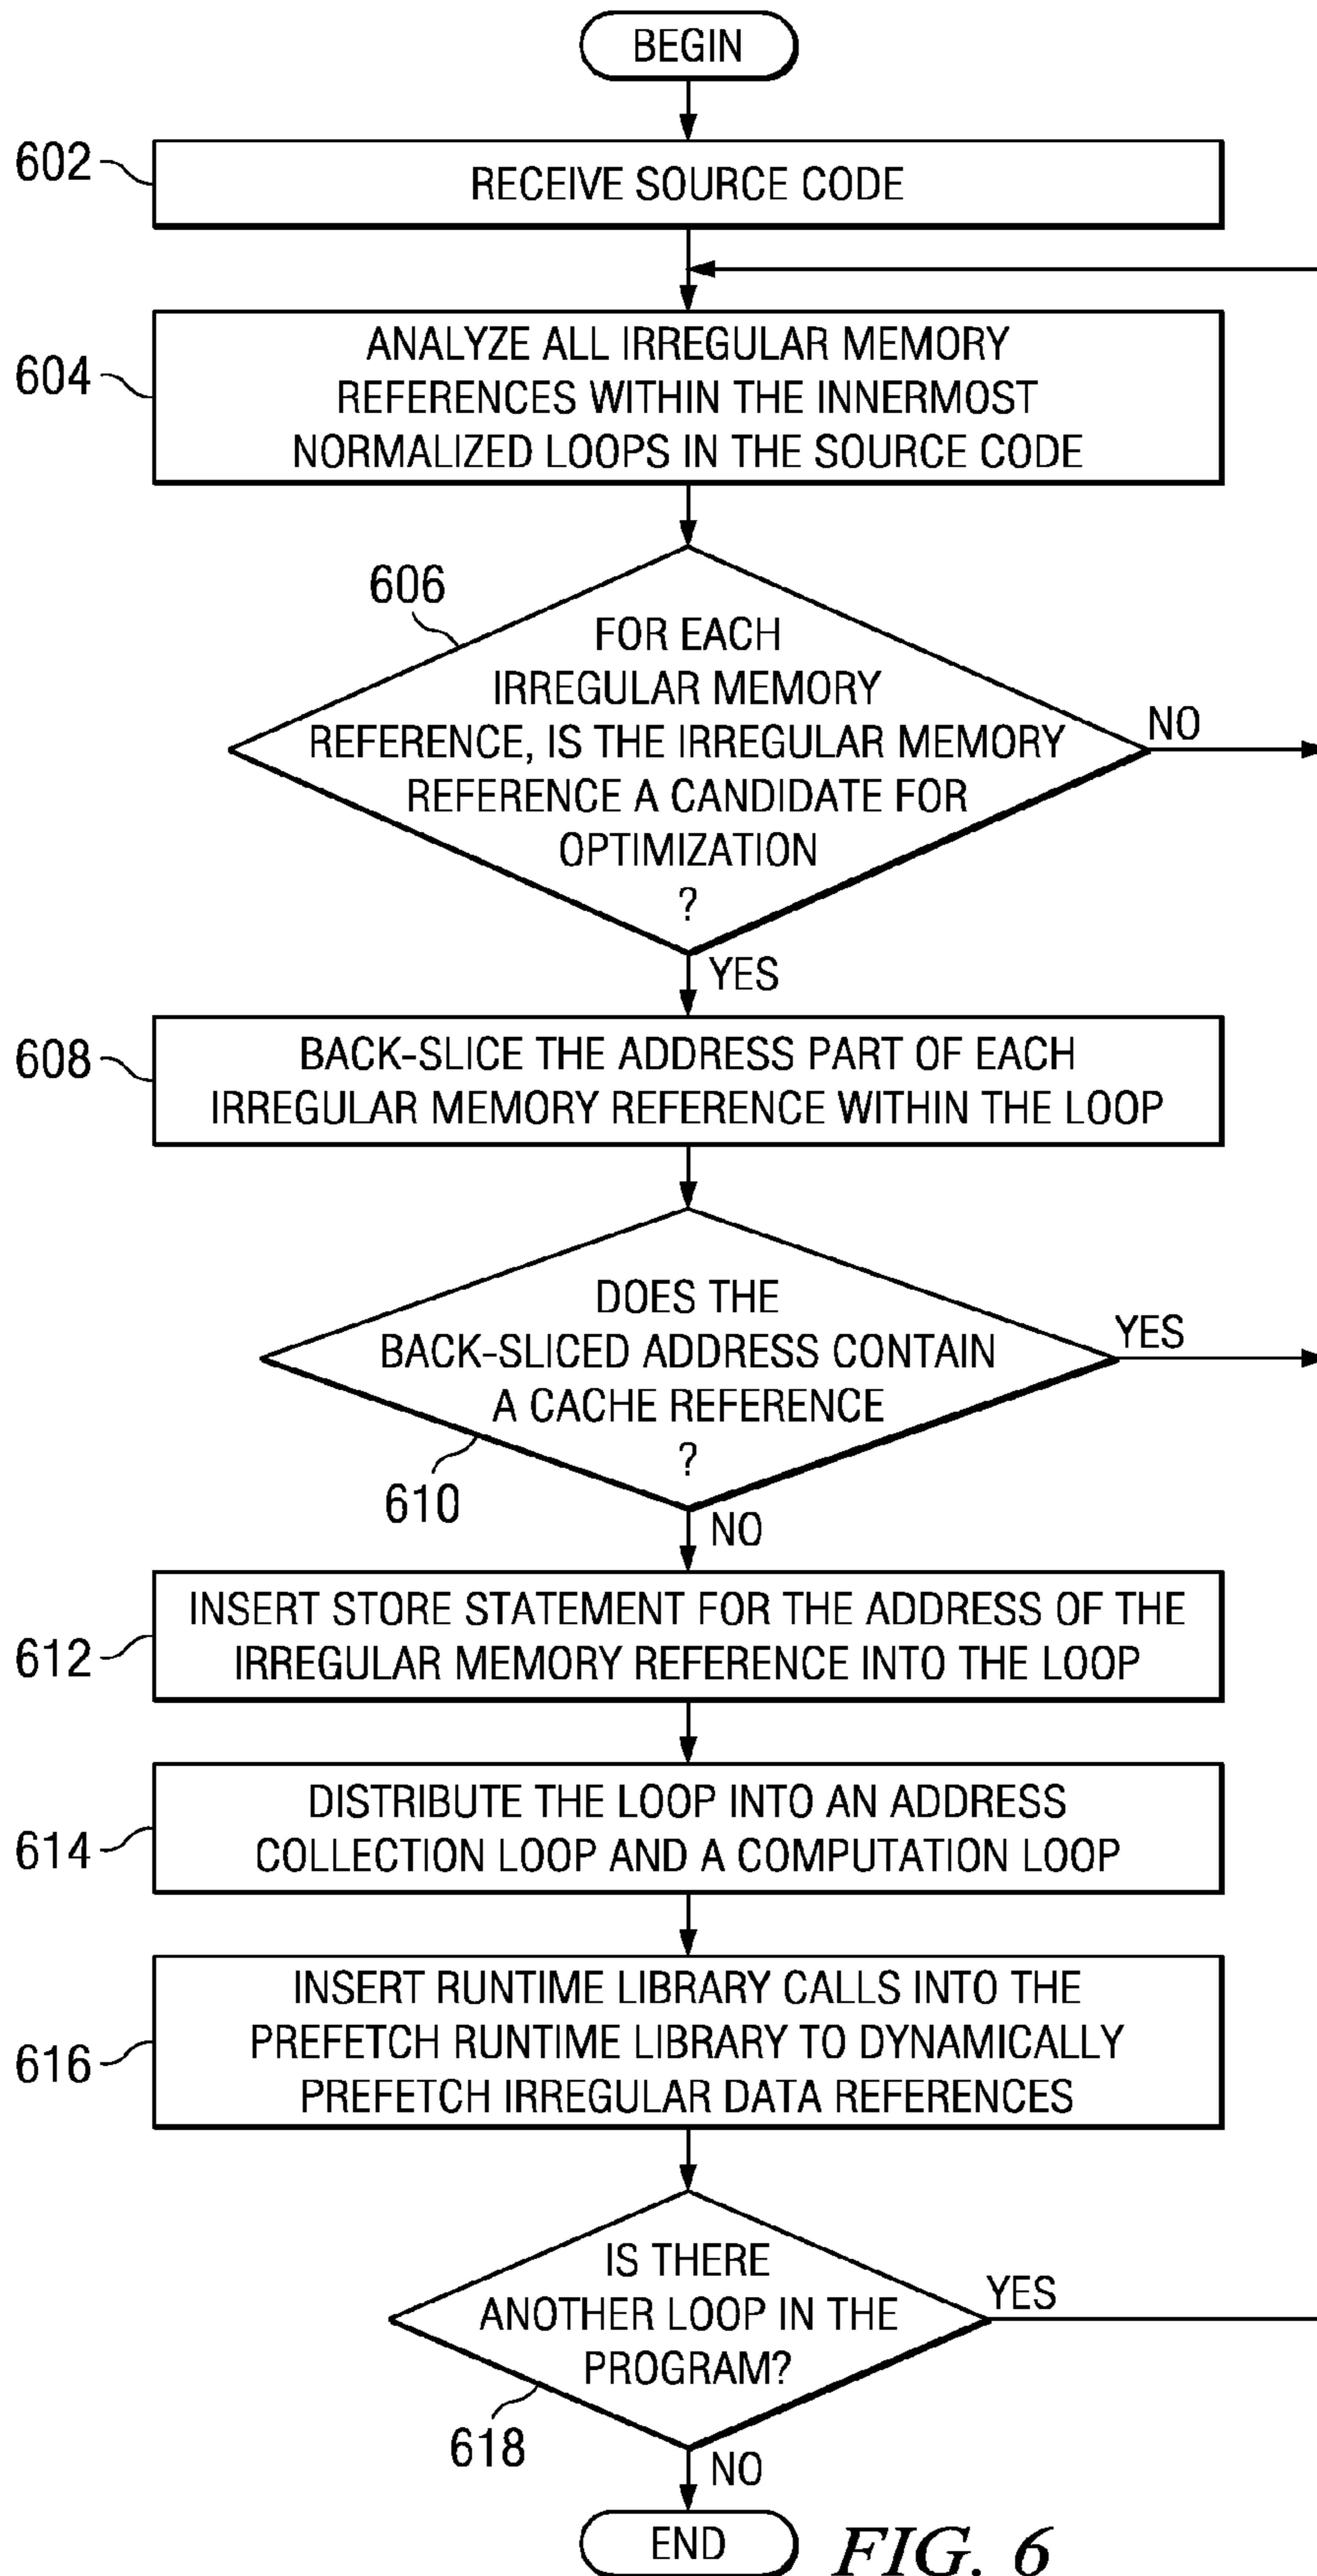 BEGIN
602
RECEIVE SOURCE CODE
604
ANALYZE ALL IRREGULAR MEMORY
REFERENCES WITHIN THE INNERMOST
NORMALIZED LOOPS IN THE SOURCE CODE
606
FOR EACH
IRREGULAR MEMORY
REFERENCE, IS THE IRREGULAR MEMORY
REFERENCE A CANDIDATE FOR
OPTIMIZATION
?
NO
YES
608
BACK-SLICE THE ADDRESS PART OF EACH
IRREGULAR MEMORY REFERENCE WITHIN THE LOOP
DOES THE
BACK-SLICED ADDRESS CONTAIN
A CACHE REFERENCE
?
YES
610
NO
612
INSERT STORE STATEMENT FOR THE ADDRESS OF THE
IRREGULAR MEMORY REFERENCE INTO THE LOOP
614
DISTRIBUTE THE LOOP INTO AN ADDRESS
COLLECTION LOOP AND A COMPUTATION LOOP
616
INSERT RUNTIME LIBRARY CALLS INTO THE
PREFETCH RUNTIME LIBRARY TO DYNAMICALLY
PREFETCH IRREGULAR DATA REFERENCES
IS THERE
ANOTHER LOOP IN THE
PROGRAM?
YES
618
NO
END
FIG. 6